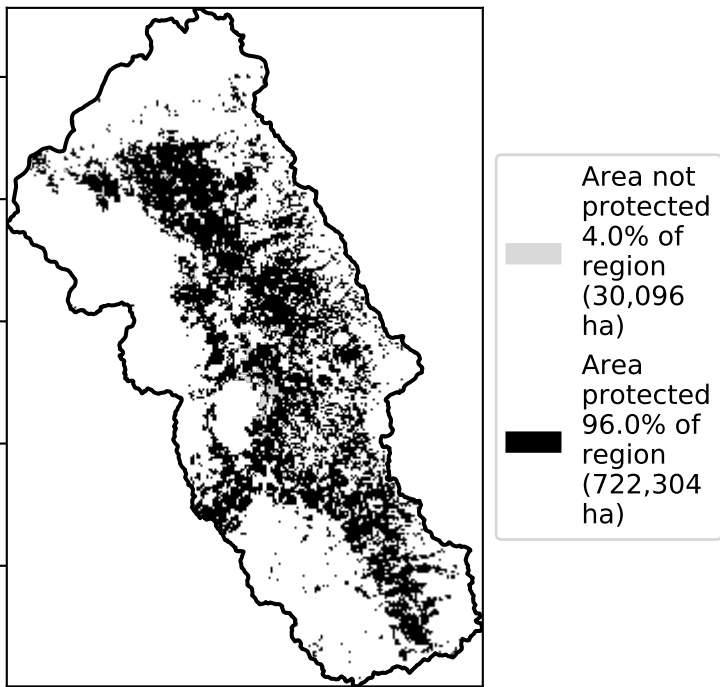 Area not
protected
4.0% of
region
(30,096
ha)
Area
protected
96.0% of
region
(722,304
ha)